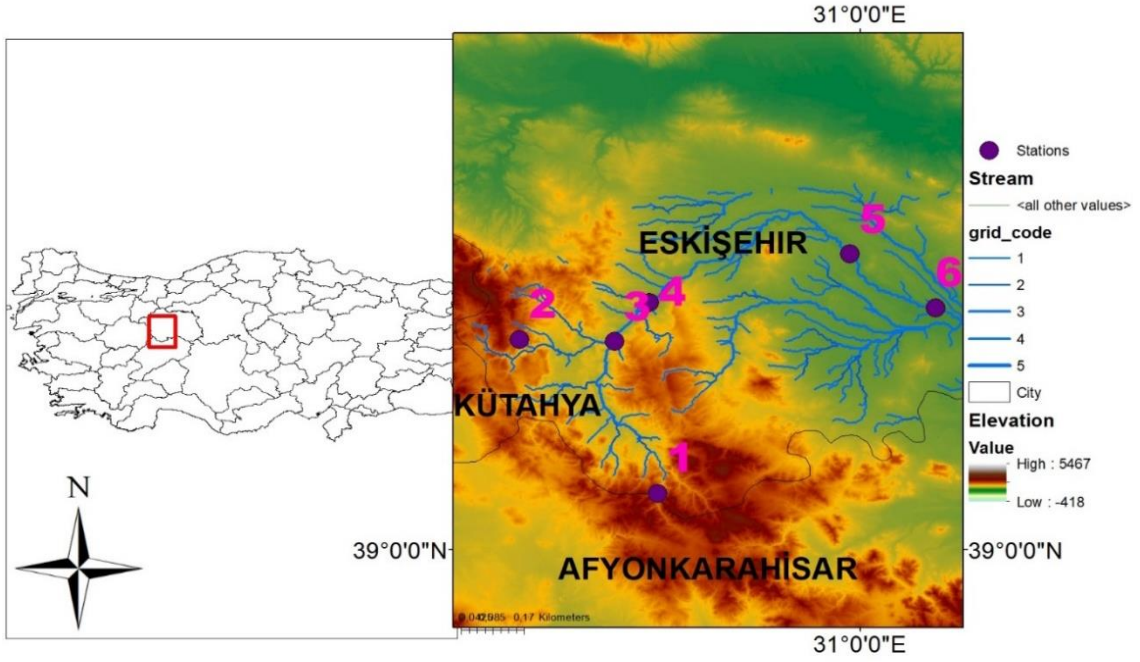 31°0'0"E
Stations
Stream
<all other values>
grid_code
1
2
3
4
5
City
Elevation
Value
High : 5467
Low : -418
5
ESKİŞEHIR
6
4
3
2
KÜTAHYA
1
N
39°0'0"N
39°0'0"N
AFYONKARAHİSAR
0,17 Kilometers
31°0'0"E